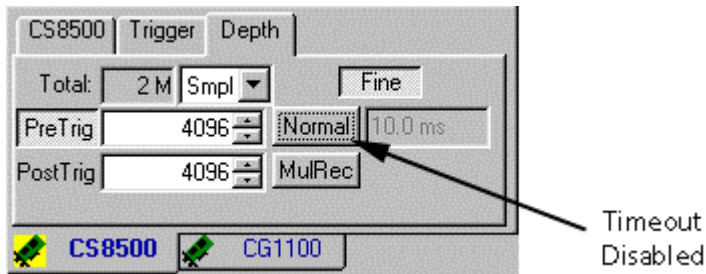 CS8500 Trigger Depth
Total: 2 M Smpl Fine
PreTrig 4096 Normal 10.0 ms
PostTrig 4096 MulRec
CS8500 CG1100
Timeout
Disabled